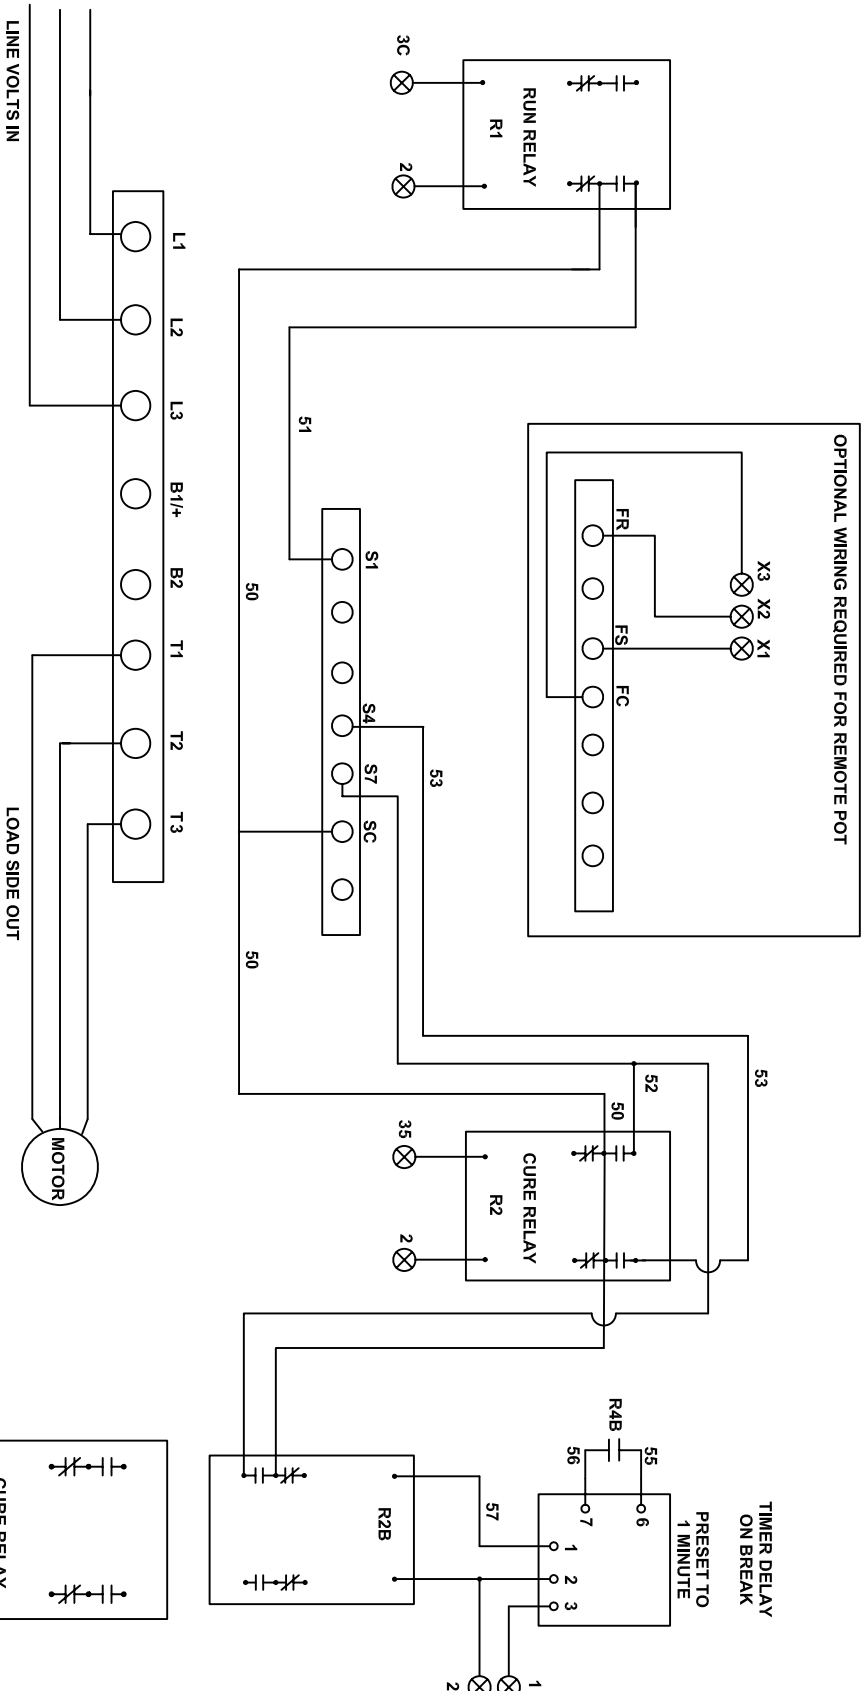 OPTIONAL WIRING REQUIRED FOR REMOTE POT
X3 X2 X1
FR FS FC
RUN RELAY
R1
3C 2
51
50
S1 S4 S7 SC
53
53
52
50
50
CURE RELAY
R2
35 2
TIMER DELAY
ON BREAK
PRESET TO
1 MINUTE
55
R4B
56
6
7
1 2 3
57
1
2
R2B
L1 L2 L3 B1/+ B2 T1 T2 T3
LINE VOLTS IN
LOAD SIDE OUT
MOTOR
CURE RELAY